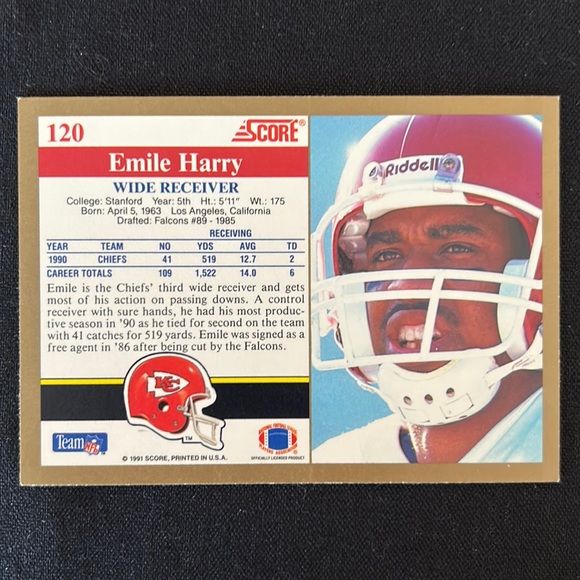 120
SCORE®
Emile Harry
WIDE RECEIVER
College: Stanford Year: 5th Ht.: 5'11" Wt.: 175
Born: April 5, 1963 Los Angeles, California
Drafted: Falcons #89 - 1985
RECEIVING
YEAR TEAM NO YDS AVG TD
1990 CHIEFS 41 519 12.7 2
CAREER TOTALS 109 1,522 14.0 6
Emile is the Chiefs' third wide receiver and gets
most of his action on passing downs. A control
receiver with sure hands, he had his most produc-
tive season in '90 as he tied for second on the team
with 41 catches for 519 yards. Emile was signed as a
free agent in '86 after being cut by the Falcons.
KC
TM
Team NFL
© 1991 SCORE, PRINTED IN U.S.A.
OFFICIALLY LICENSED PRODUCT
Riddell